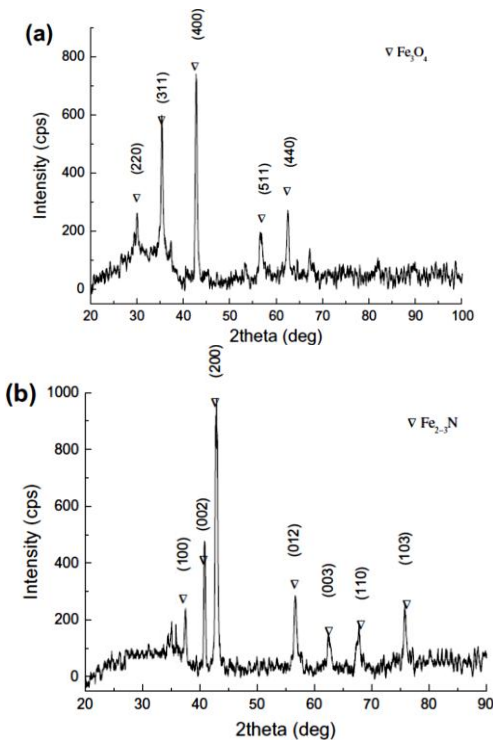 (a)
(400)
∇ Fe₃O₄
800
(311)
600
(220)
(511)
(440)
400
200
0
Intensity (cps)
20 30 40 50 60 70 80 90 100
2theta (deg)
(b)
(200)
1000
∇ Fe₂₋₃N
800
(002)
(100)
(012)
(003)
(110)
(103)
600
400
200
0
Intensity (cps)
20 30 40 50 60 70 80 90
2theta (deg)